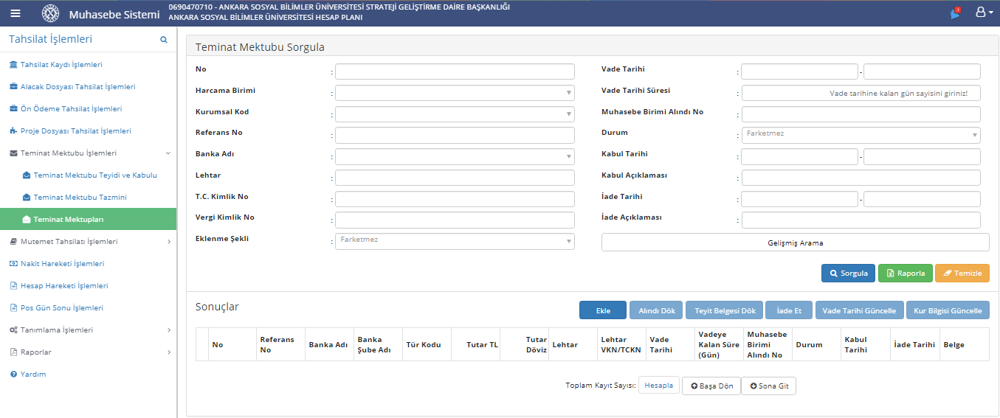 Muhasebe Sistemi
0690470710 - ANKARA SOSYAL BİLİMLER ÜNİVERSİTESİ STRATEJİ GELİŞTİRME DAİRE BAŞKANLIĞI
ANKARA SOSYAL BİLİMLER ÜNİVERSİTESİ HESAP PLANI
1
Tahsilat İşlemleri
Tahsilat Kaydı İşlemleri
Alacak Dosyası Tahsilat İşlemleri
Ön Ödeme Tahsilat İşlemleri
Proje Dosyası Tahsilat İşlemleri
Teminat Mektubu İşlemleri
Teminat Mektubu Teyidi ve Kabulu
Teminat Mektubu Tazmini
Teminat Mektupları
Mutemet Tahsilatı İşlemleri
Nakit Hareketi İşlemleri
Hesap Hareketi İşlemleri
Pos Gün Sonu İşlemleri
Tanımlama İşlemleri
Raporlar
Yardım
Teminat Mektubu Sorgula
No :
Harcama Birimi :
Kurumsal Kod :
Referans No :
Banka Adı :
Lehtar :
T.C. Kimlik No :
Vergi Kimlik No :
Eklenme Şekli : Farketmez
Vade Tarihi : -
Vade Tarihi Süresi : Vade tarihine kalan gün sayisini giriniz!
Muhasebe Birimi Alındı No :
Durum : Farketmez
Kabul Tarihi : -
Kabul Açıklaması :
İade Tarihi : -
İade Açıklaması :
Gelişmiş Arama
Sorgula Raporla Temizle
Sonuçlar
Ekle Alındı Dök Teyit Belgesi Dök İade Et Vade Tarihi Güncelle Kur Bilgisi Güncelle
No
Referans
No
Banka Adı
Banka
Şube Adı
Tür Kodu
Tutar TL
Tutar
Döviz
Lehtar
Lehtar
VKN/TCKN
Vade
Tarihi
Vadeye
Kalan Süre
(Gün)
Muhasebe
Birimi
Alındı No
Durum
Kabul
Tarihi
İade Tarihi
Belge
Toplam Kayıt Sayısı: Hesapla Başa Dön Sona Git